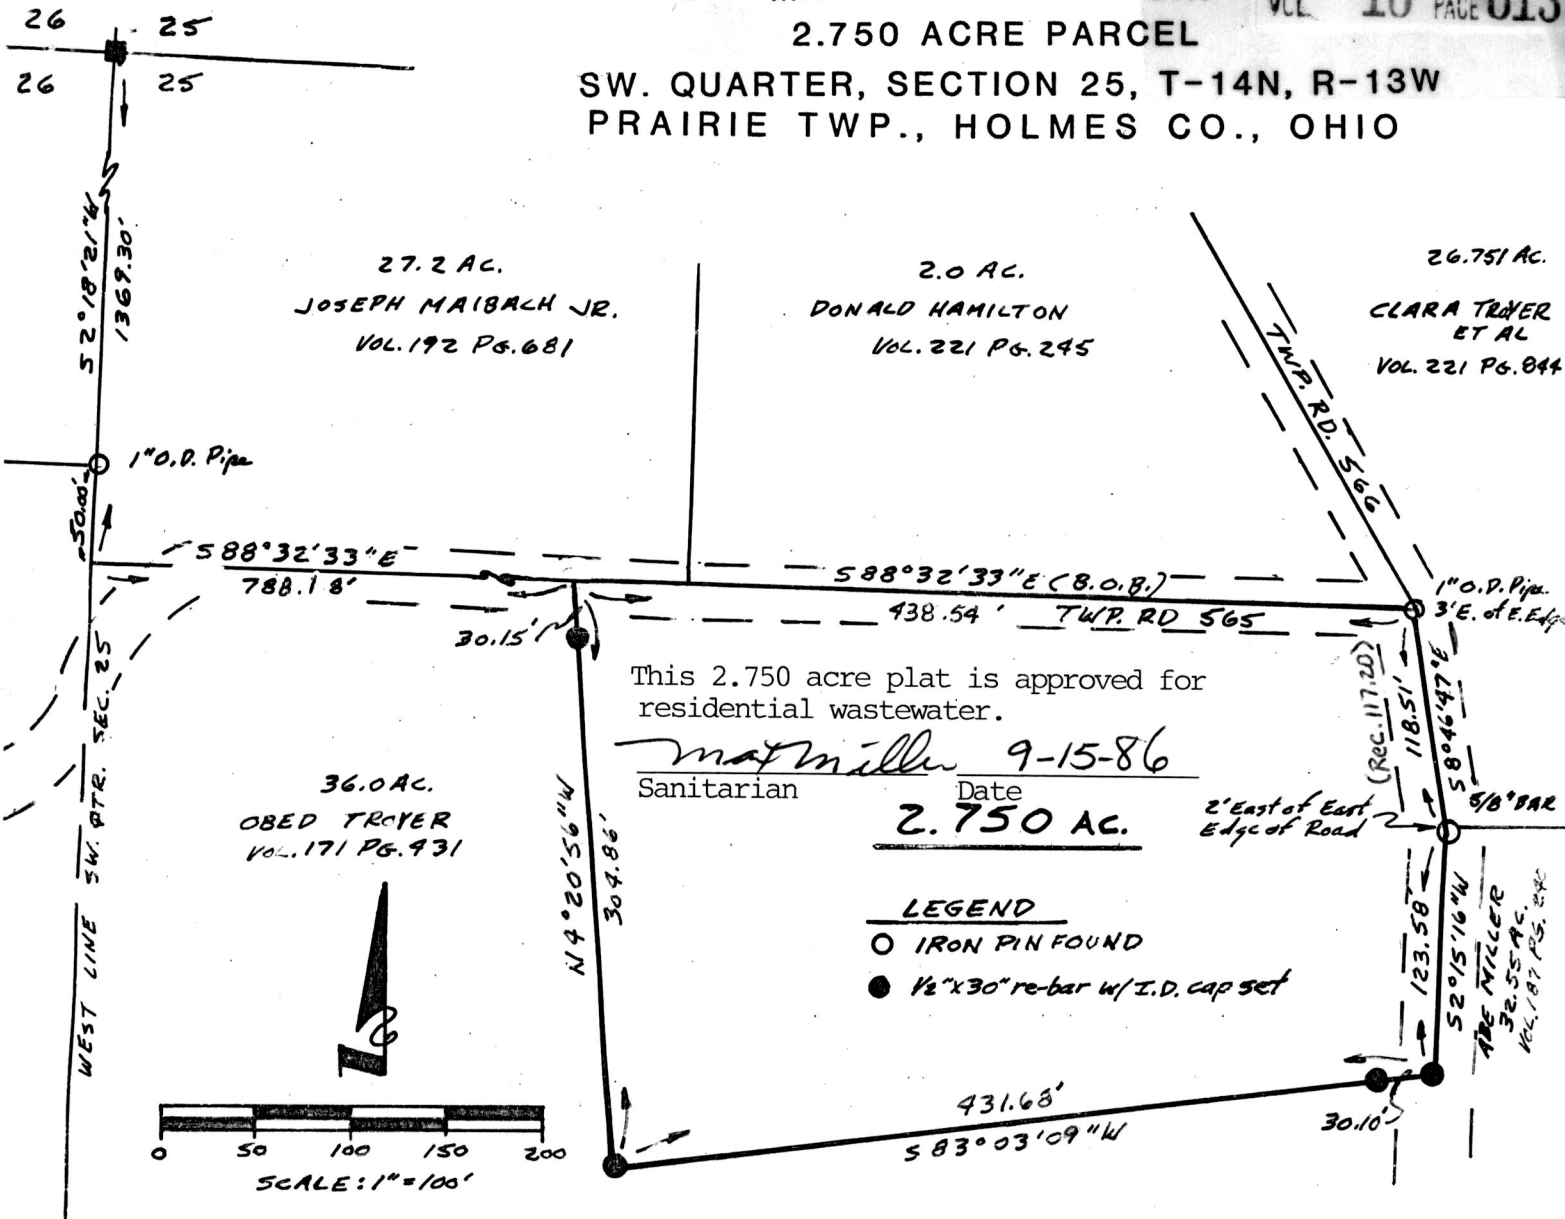 VOL 10 PAGE 013
2.750 ACRE PARCEL
SW. QUARTER, SECTION 25, T-14N, R-13W
PRAIRIE TWP., HOLMES CO., OHIO
26 25
26 25
S 2°18'21"W
1369.30'
27.2 AC.
JOSEPH MAIBACH JR.
VOL. 192 PG. 681
2.0 AC.
DONALD HAMILTON
VOL. 221 PG. 245
26.751 AC.
CLARA TROYER
ET AL
VOL. 221 PG. 844
TWP. RD. 566
1" O.D. Pipe
50.00'
S 88°32'33"E
788.18'
S 88°32'33"E (B.O.B.)
438.54' TWP. RD 565
1" O.D. Pipe
3' E. of E. Edge
30.15'
This 2.750 acre plat is approved for
residential wastewater.
Max Miller 9-15-86
Sanitarian Date
2.750 AC.
(Rec. 117.20)
118.51'
S 8°46'47"E
2' East of East
Edge of Road
5/8" BAR
36.0 AC.
OBED TROYER
VOL. 171 PG. 431
N 4°20'56"W
304.86'
WEST LINE SW. QTR. SEC. 25
LEGEND
IRON PIN FOUND
1/2"x30" re-bar w/ I.D. cap set
123.58'
S 2°15'16"W
ABE MILLER
32.55 AC.
VOL. 187 PG.
431.68'
S 83°03'09"W
30.10'
0 50 100 150 200
SCALE: 1"=100'